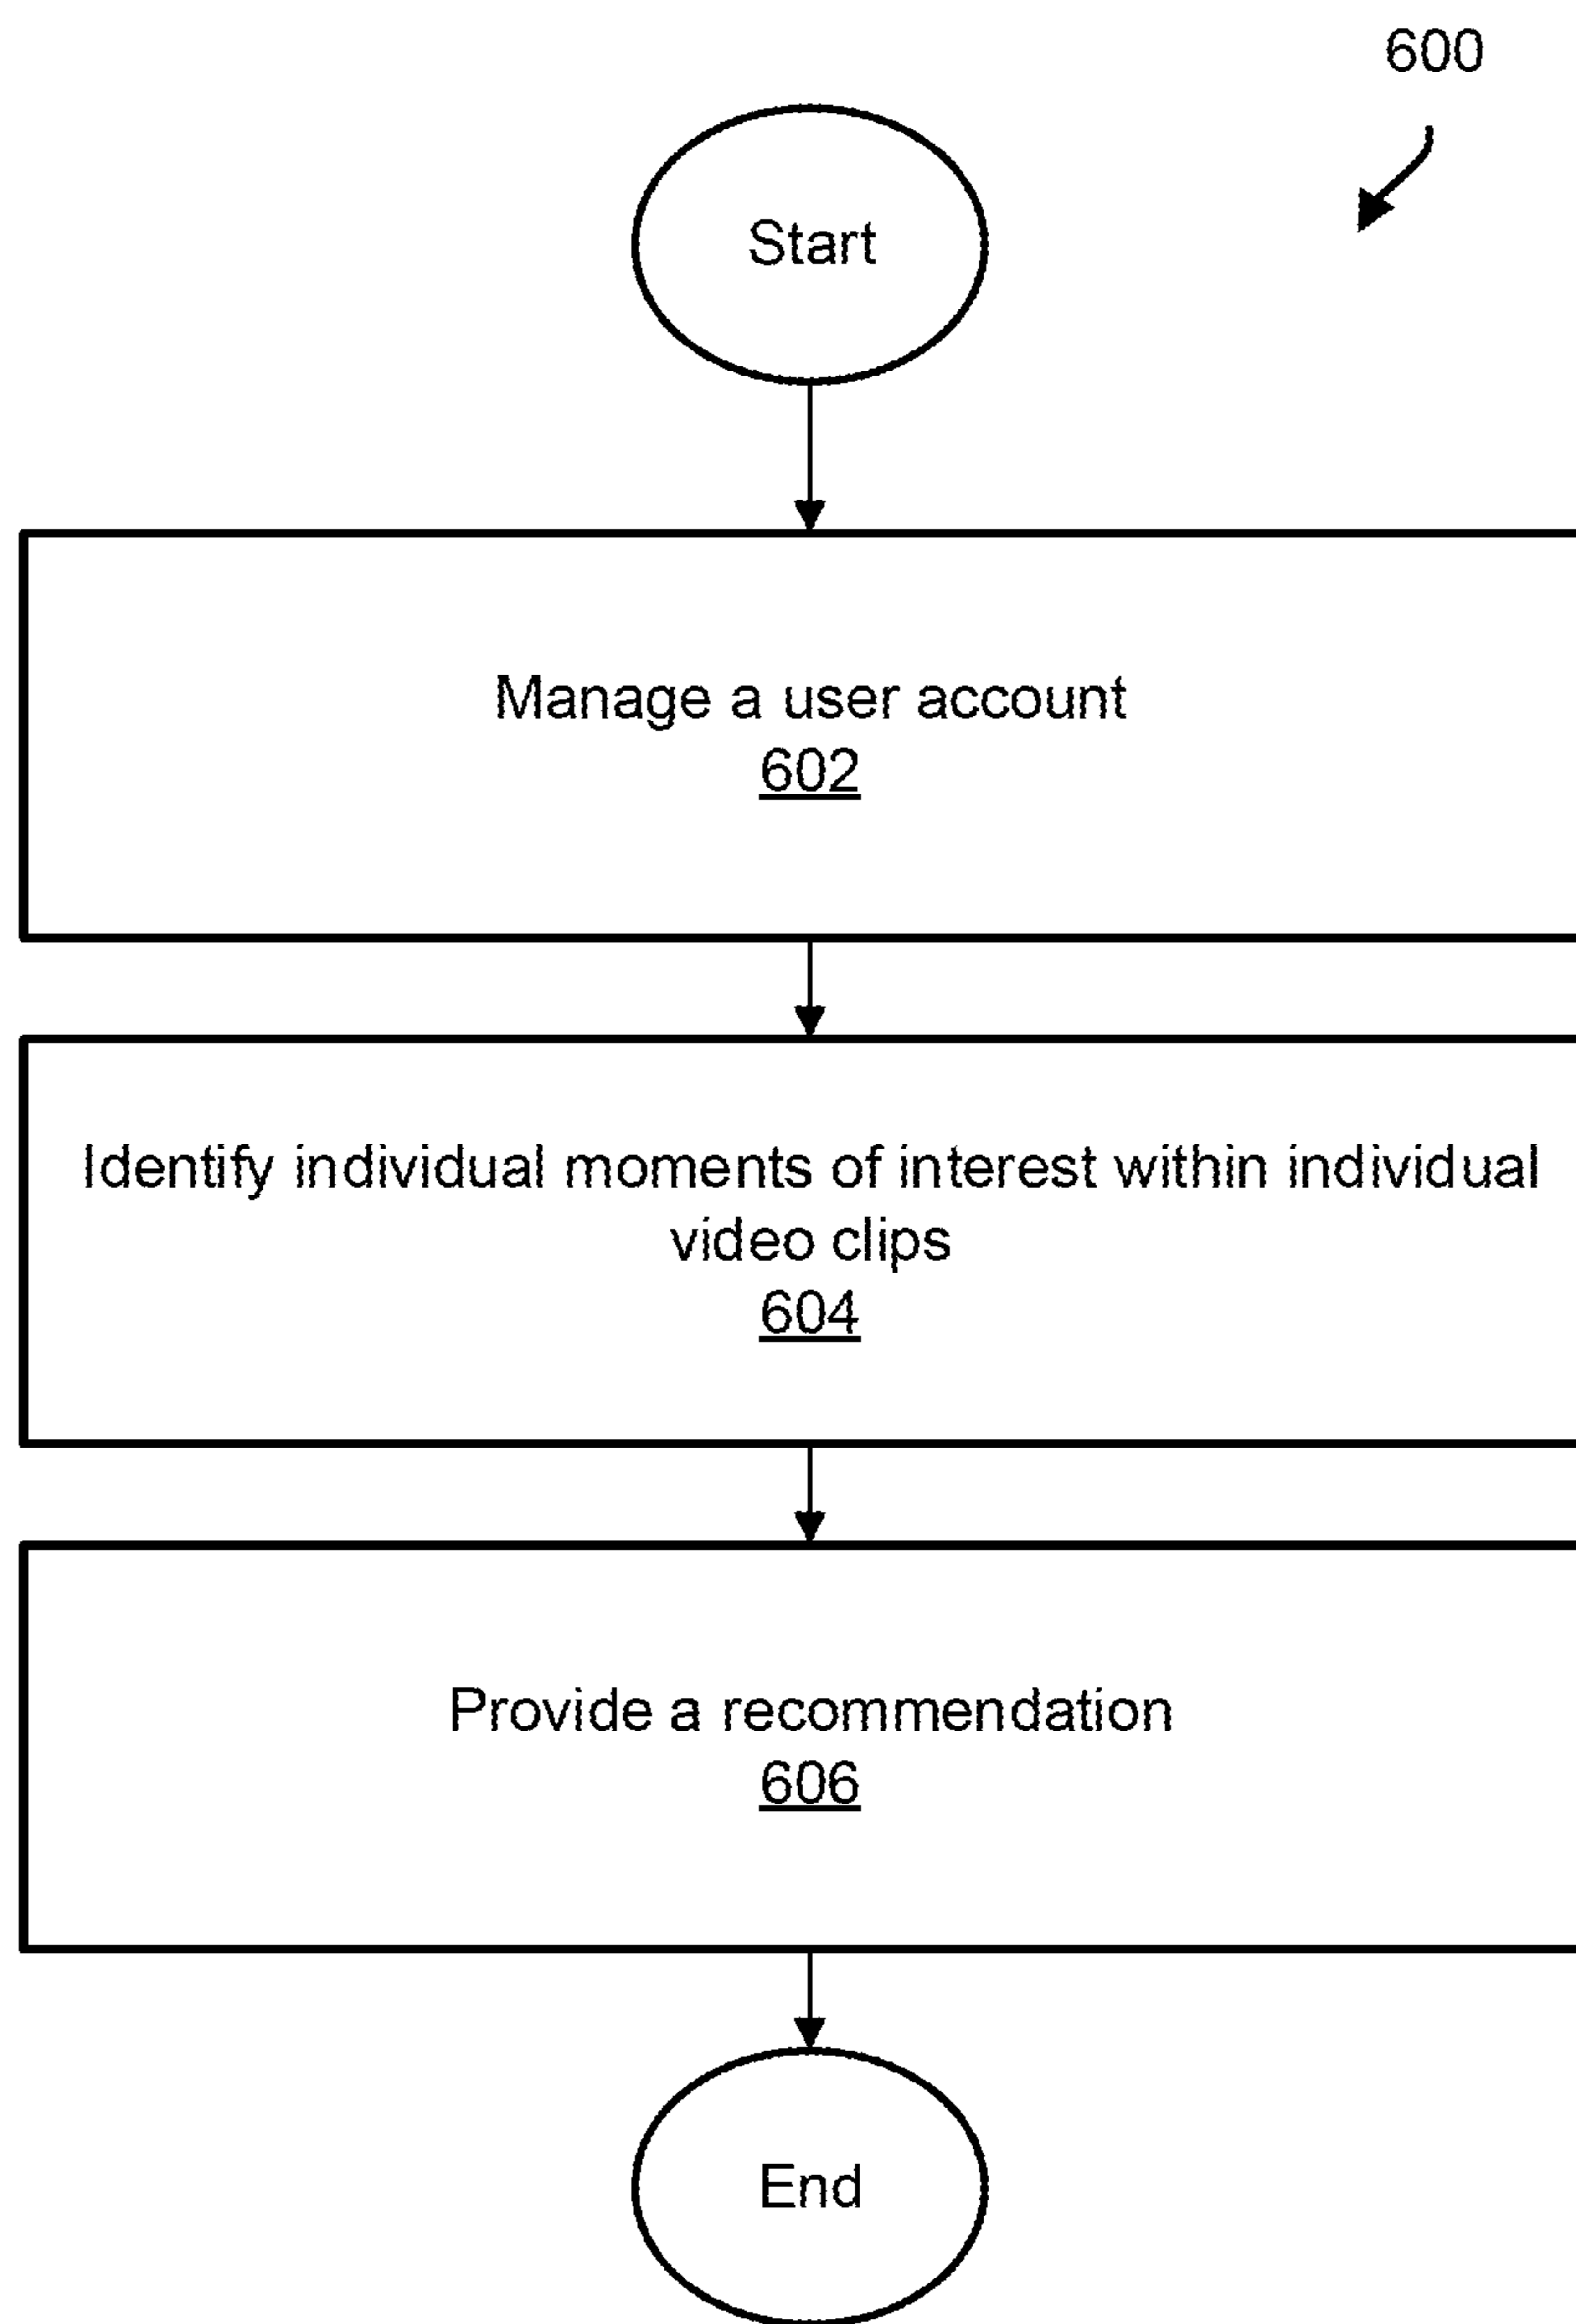 600
Start
Manage a user account
602
Identify individual moments of interest within individual
video clips
604
Provide a recommendation
606
End